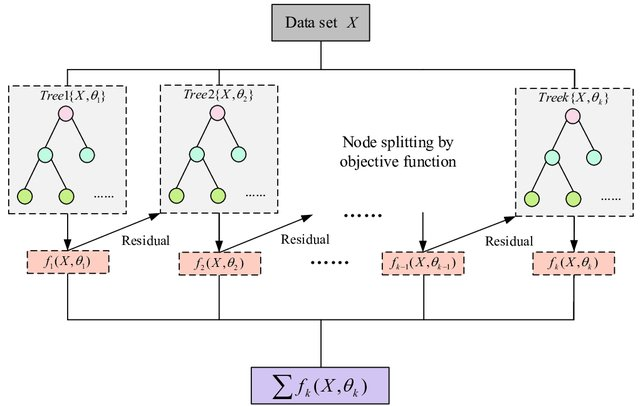 Data set X
Tree1{X,θ₁}
Tree2{X,θ₂}
Treek{X,θₖ}
Node splitting by
objective function
......
......
......
......
Residual
Residual
Residual
f₁(X,θ₁)
f₂(X,θ₂)
......
fₖ₋₁(X,θₖ₋₁)
fₖ(X,θₖ)
∑fₖ(X,θₖ)